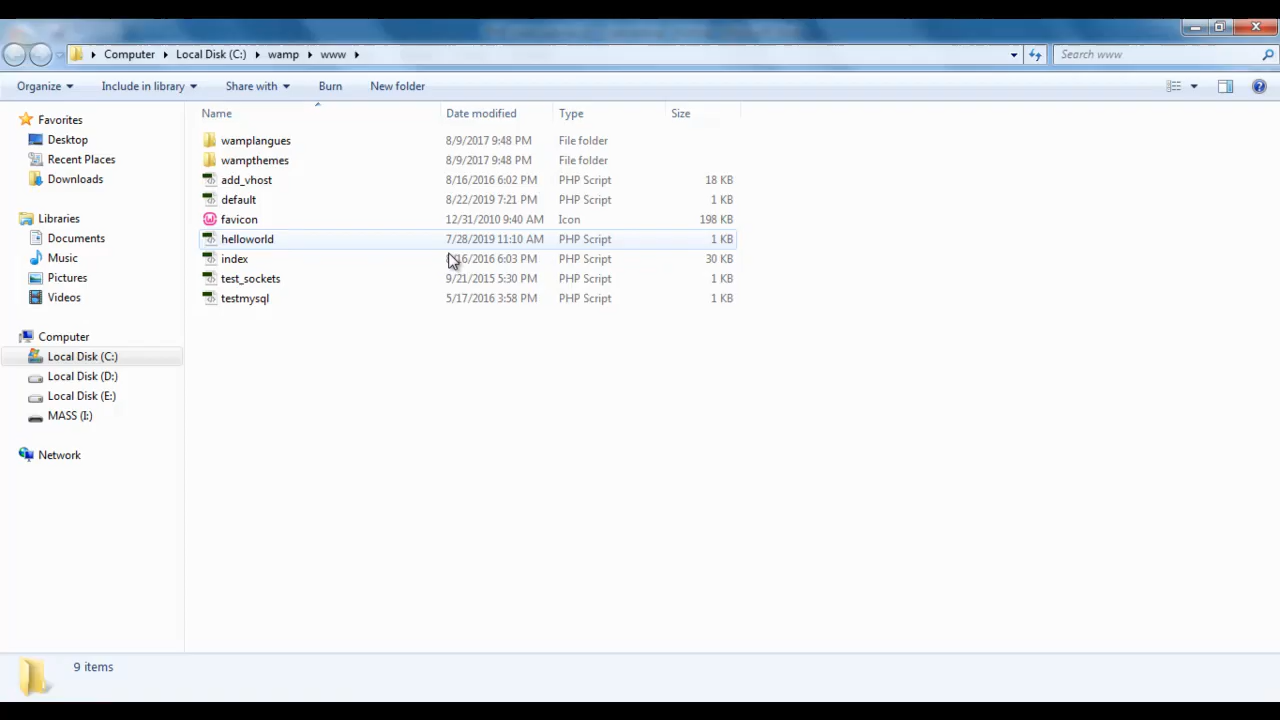 Computer Local Disk (C:) wamp www Search www
Organize Include in library Share with Burn New folder
Name Date modified Type Size
Favorites
Desktop
Recent Places
Downloads
Libraries
Documents
Music
Pictures
Videos
Computer
Local Disk (C:)
Local Disk (D:)
Local Disk (E:)
MASS (I:)
Network
wamplangues 8/9/2017 9:48 PM File folder
wampthemes 8/9/2017 9:48 PM File folder
add_vhost 8/16/2016 6:02 PM PHP Script 18 KB
default 8/22/2019 7:21 PM PHP Script 1 KB
favicon 12/31/2010 9:40 AM Icon 198 KB
helloworld 7/28/2019 11:10 AM PHP Script 1 KB
index 6:03 PM PHP Script 30 KB
test_sockets 9/21/2015 5:30 PM PHP Script 1 KB
testmysql 5/17/2016 3:58 PM PHP Script 1 KB
9 items